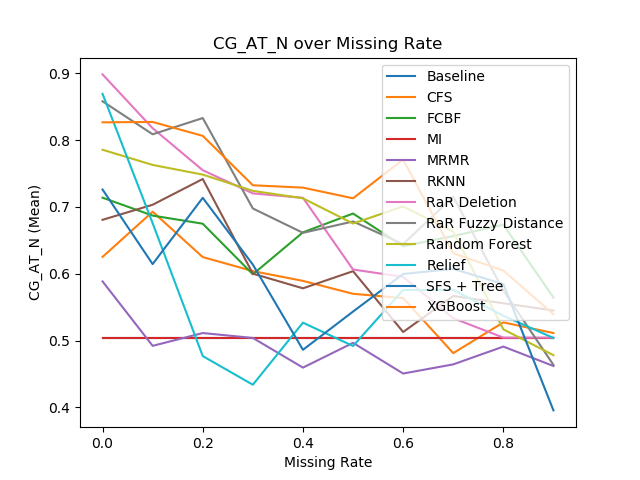 CG_AT_N over Missing Rate
CG_AT_N (Mean)
0.9
0.8
0.7
0.6
0.5
0.4
Baseline
CFS
FCBF
MI
MRMR
RKNN
RaR Deletion
RaR Fuzzy Distance
Random Forest
Relief
SFS + Tree
XGBoost
0.0 0.2 0.4 0.6 0.8
Missing Rate